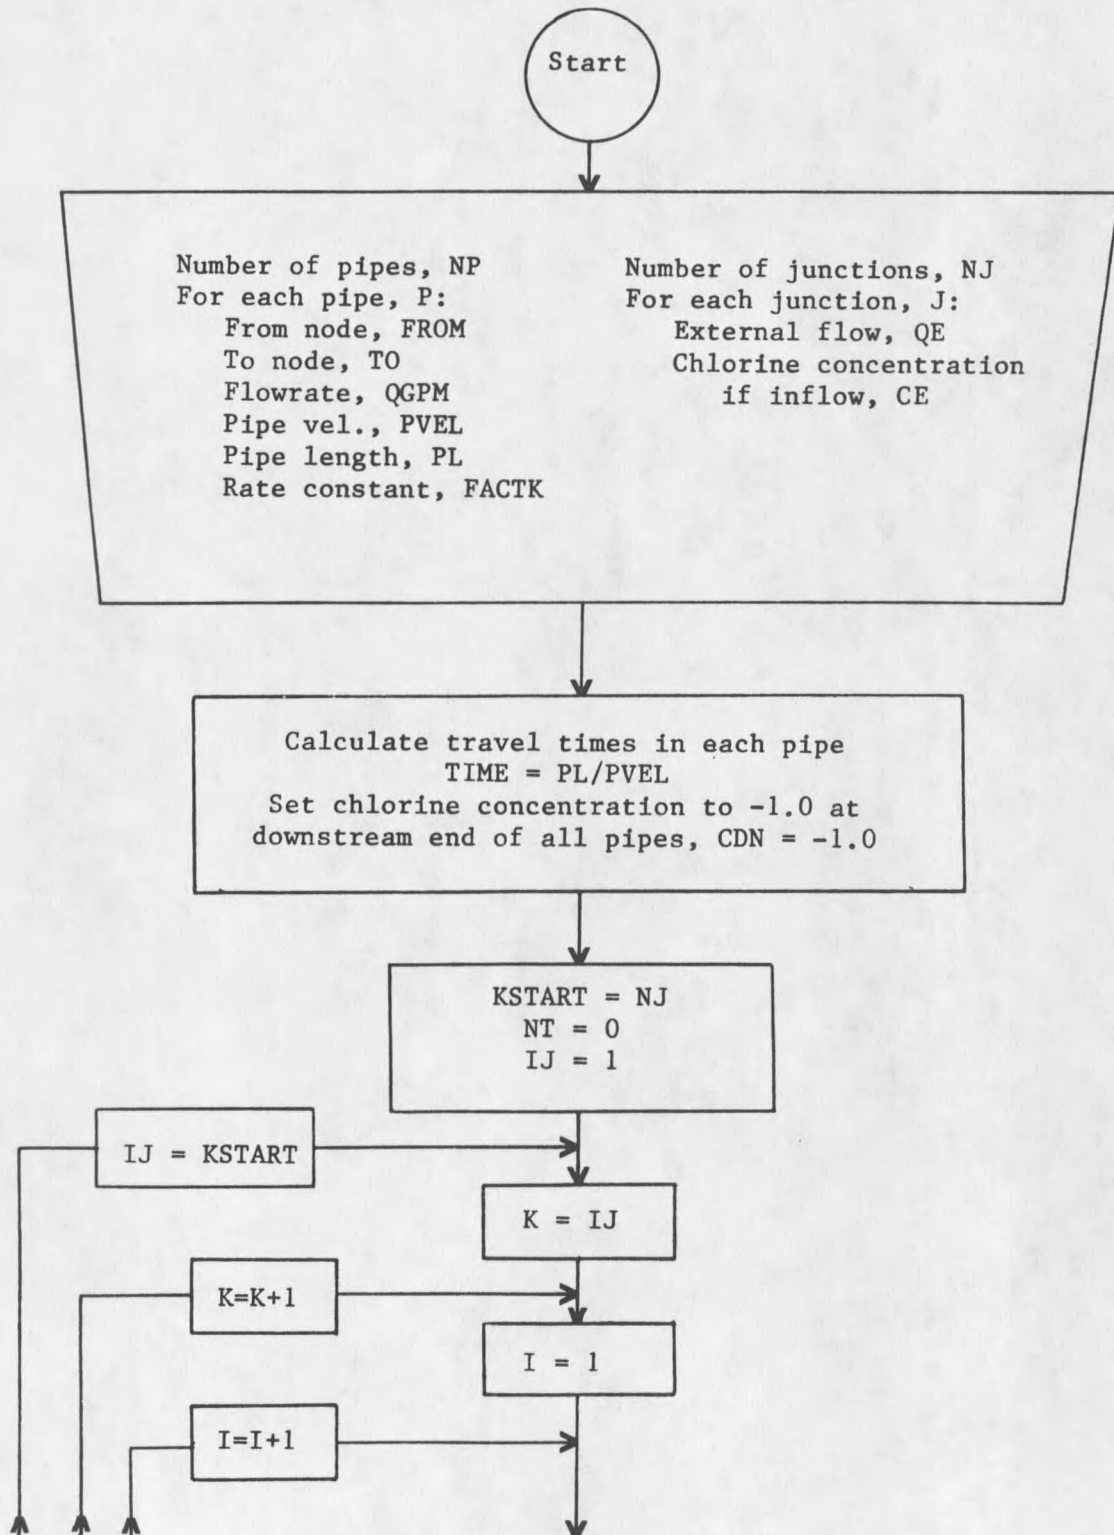 Start
Number of pipes, NP
For each pipe, P:
From node, FROM
To node, TO
Flowrate, QGPM
Pipe vel., PVEL
Pipe length, PL
Rate constant, FACTK
Number of junctions, NJ
For each junction, J:
External flow, QE
Chlorine concentration
if inflow, CE
Calculate travel times in each pipe
TIME = PL/PVEL
Set chlorine concentration to -1.0 at
downstream end of all pipes, CDN = -1.0
KSTART = NJ
NT = 0
IJ = 1
IJ = KSTART
K = IJ
K=K+1
I = 1
I=I+1